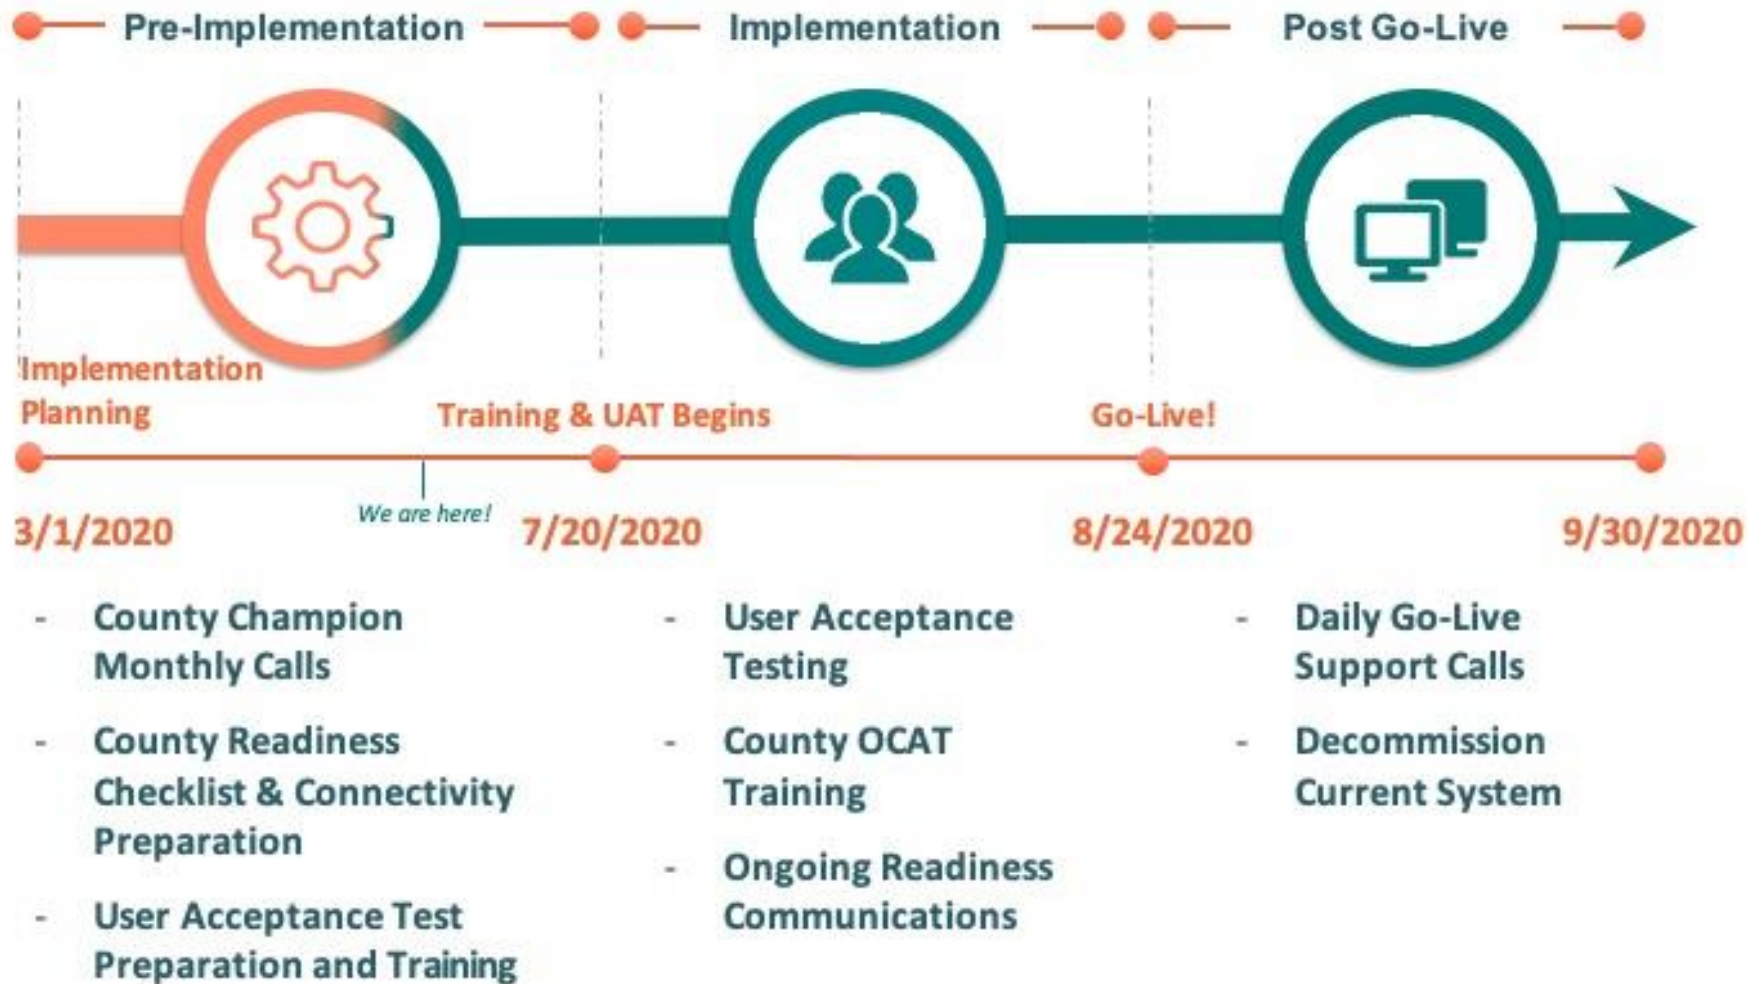 Pre-Implementation
Implementation
Post Go-Live
Implementation
Planning
Training & UAT Begins
Go-Live!
We are here!
3/1/2020
7/20/2020
8/24/2020
9/30/2020
- County Champion
Monthly Calls
- County Readiness
Checklist & Connectivity
Preparation
- User Acceptance Test
Preparation and Training
- User Acceptance
Testing
- County OCAT
Training
- Ongoing Readiness
Communications
- Daily Go-Live
Support Calls
- Decommission
Current System